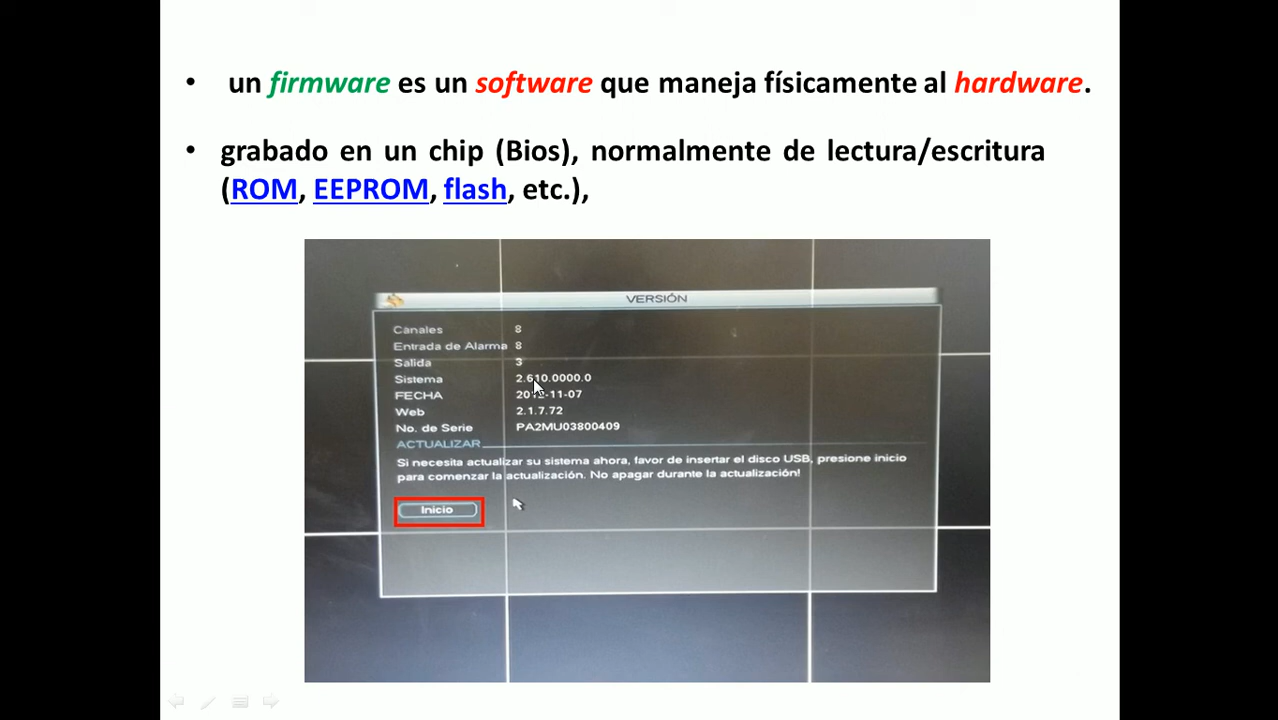 • un firmware es un software que maneja físicamente al hardware.
• grabado en un chip (Bios), normalmente de lectura/escritura
(ROM, EEPROM, flash, etc.),
VERSIÓN
Canales 8
Entrada de Alarma 8
Salida 3
Sistema 2.610.0000.0
FECHA
Web 2.1.7.72
No. de Serie PA2MU03800409
ACTUALIZAR
Si necesita actualizar su sistema ahora, favor de insertar el disco USB, presione inicio
para comenzar la actualización. No apagar durante la actualización!
Inicio